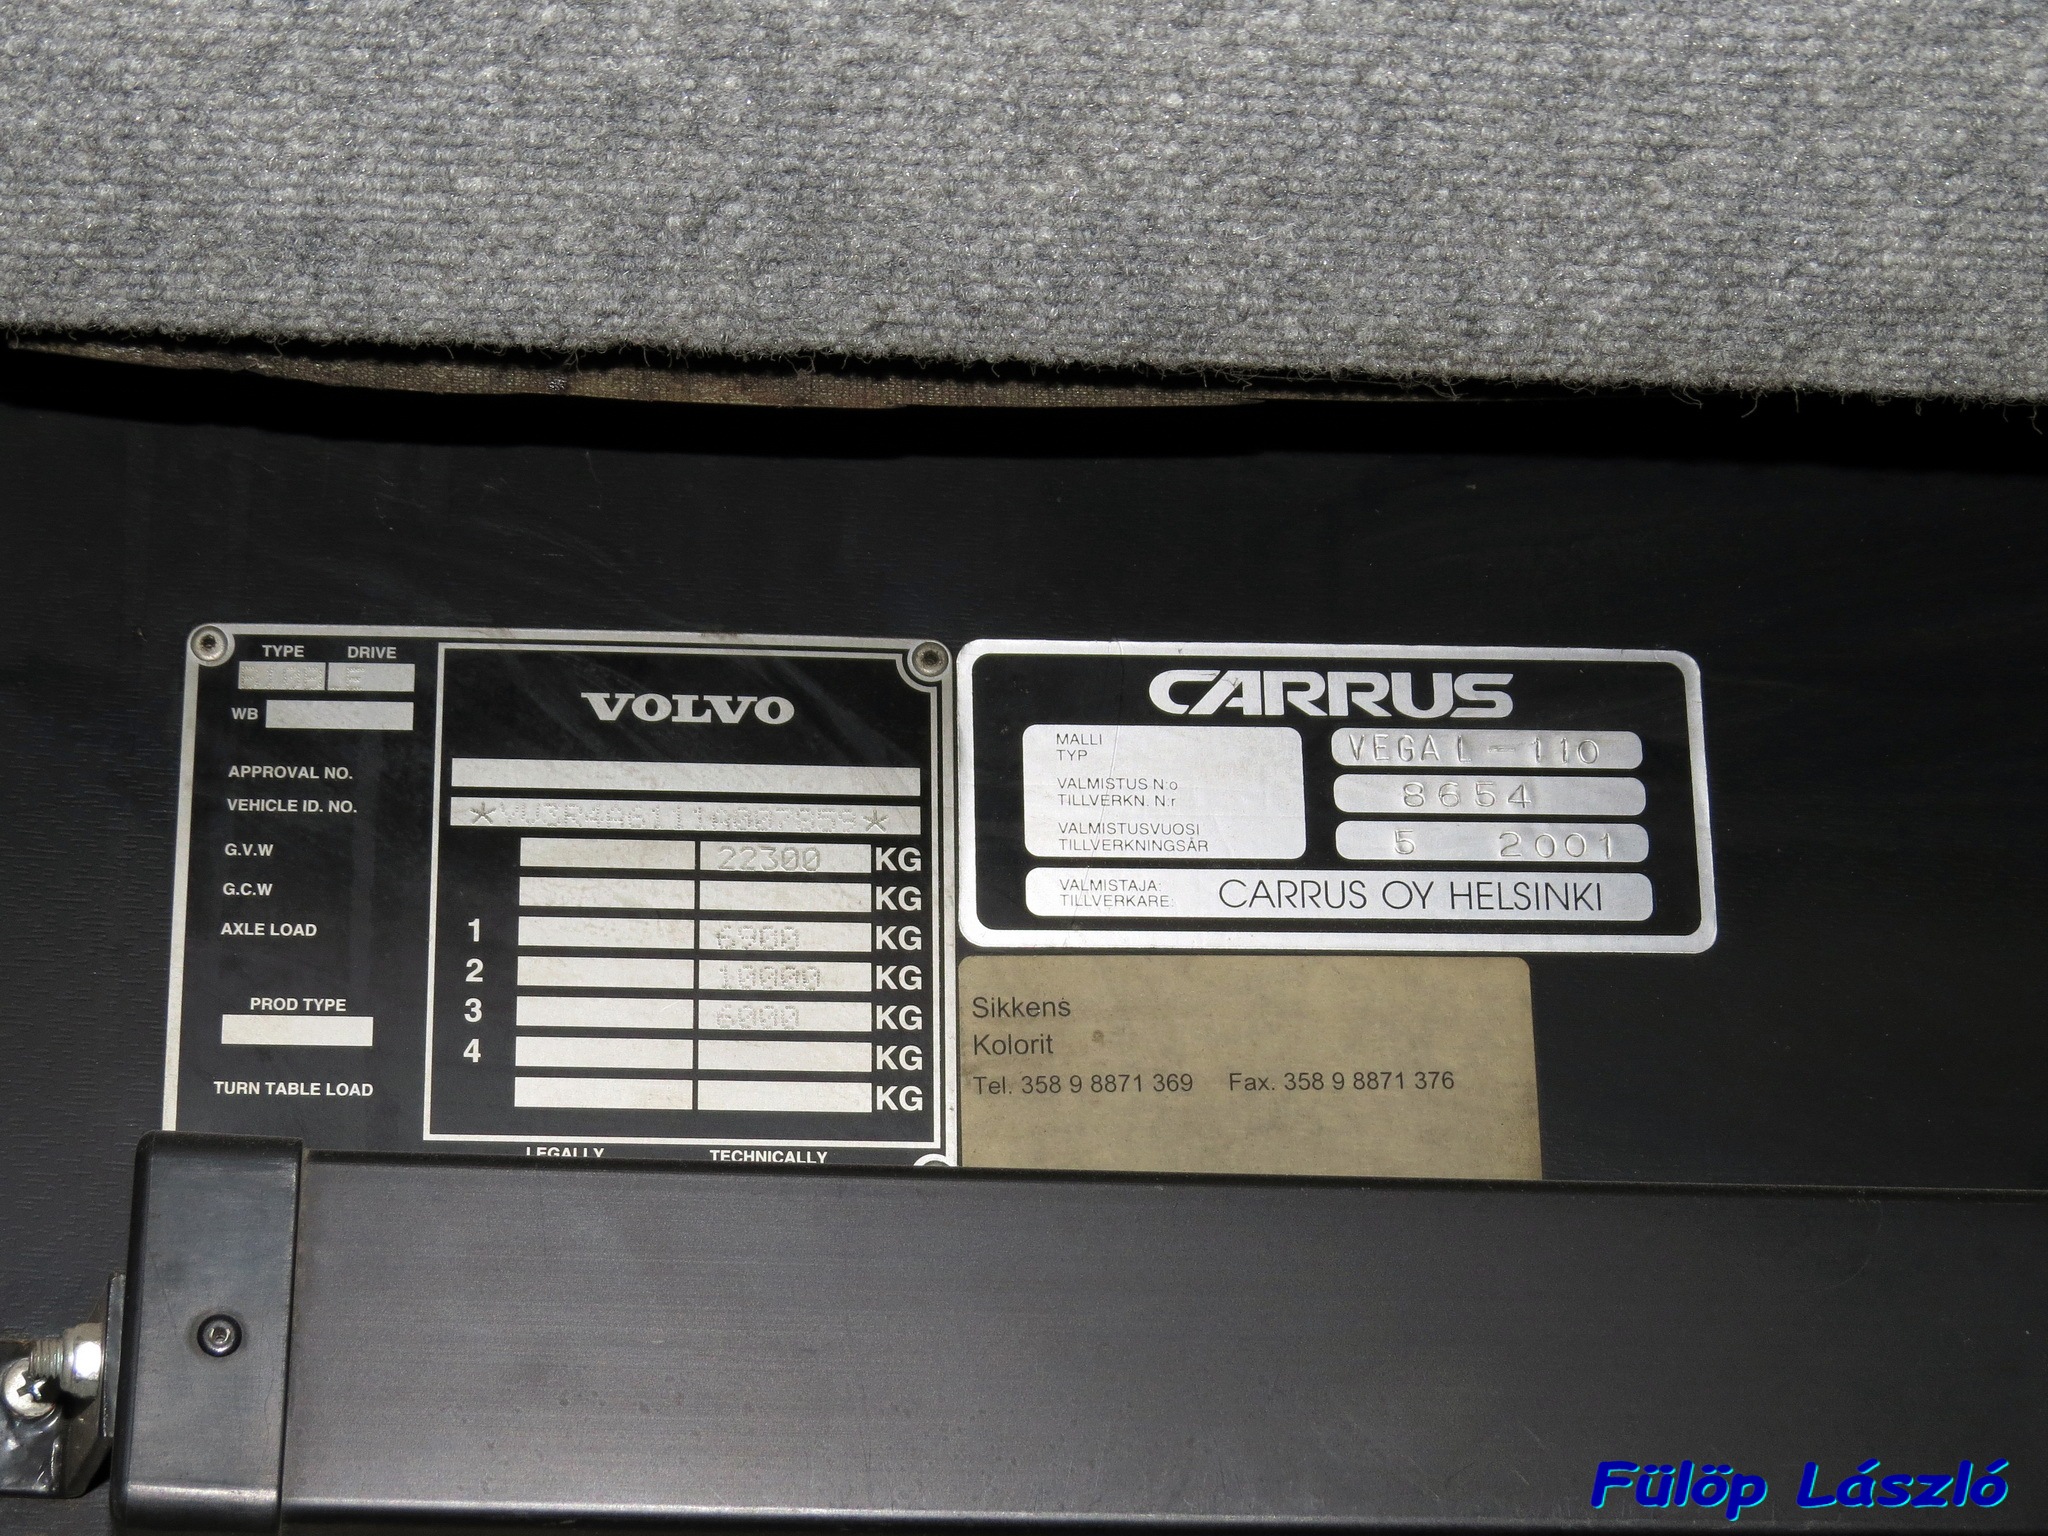 TYPE DRIVE
WB
VOLVO
APPROVAL NO.
VEHICLE ID. NO.
G.V.W 22300 KG
G.C.W KG
AXLE LOAD 1 6900 KG
2 10000 KG
3 6000 KG
PROD TYPE
4 KG
KG
TURN TABLE LOAD
LEGALLY TECHNICALLY
CARRUS
MALLI
TYP
VEGA L-110
VALMISTUS N:o
TILLVERKN. N:r
8654
VALMISTUSVUOSI
TILLVERKNINGSÅR
5 2001
VALMISTAJA:
TILLVERKARE:
CARRUS OY HELSINKI
Sikkens
Kolorit
Tel. 358 9 8871 369 Fax. 358 9 8871 376
Fülöp László